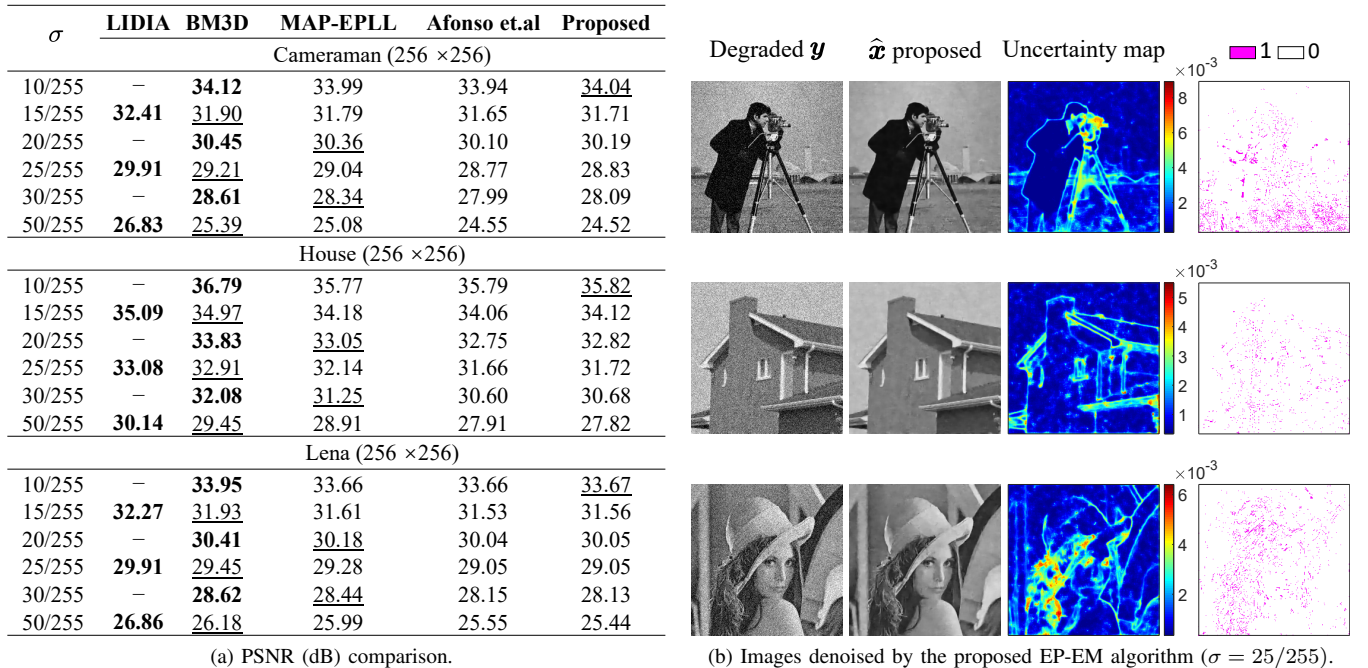 σ LIDIA BM3D MAP-EPLL Afonso et.al Proposed
Cameraman (256 ×256)
10/255 – 34.12 33.99 33.94 34.04
15/255 32.41 31.90 31.79 31.65 31.71
20/255 – 30.45 30.36 30.10 30.19
25/255 29.91 29.21 29.04 28.77 28.83
30/255 – 28.61 28.34 27.99 28.09
50/255 26.83 25.39 25.08 24.55 24.52
House (256 ×256)
10/255 – 36.79 35.77 35.79 35.82
15/255 35.09 34.97 34.18 34.06 34.12
20/255 – 33.83 33.05 32.75 32.82
25/255 33.08 32.91 32.14 31.66 31.72
30/255 – 32.08 31.25 30.60 30.68
50/255 30.14 29.45 28.91 27.91 27.82
Lena (256 ×256)
10/255 – 33.95 33.66 33.66 33.67
15/255 32.27 31.93 31.61 31.53 31.56
20/255 – 30.41 30.18 30.04 30.05
25/255 29.91 29.45 29.28 29.05 29.05
30/255 – 28.62 28.44 28.15 28.13
50/255 26.86 26.18 25.99 25.55 25.44
(a) PSNR (dB) comparison.
Degraded y x̂ proposed Uncertainty map 1 0
×10⁻³
8
6
4
2
×10⁻³
5
4
3
2
1
×10⁻³
6
4
2
(b) Images denoised by the proposed EP-EM algorithm (σ = 25/255).